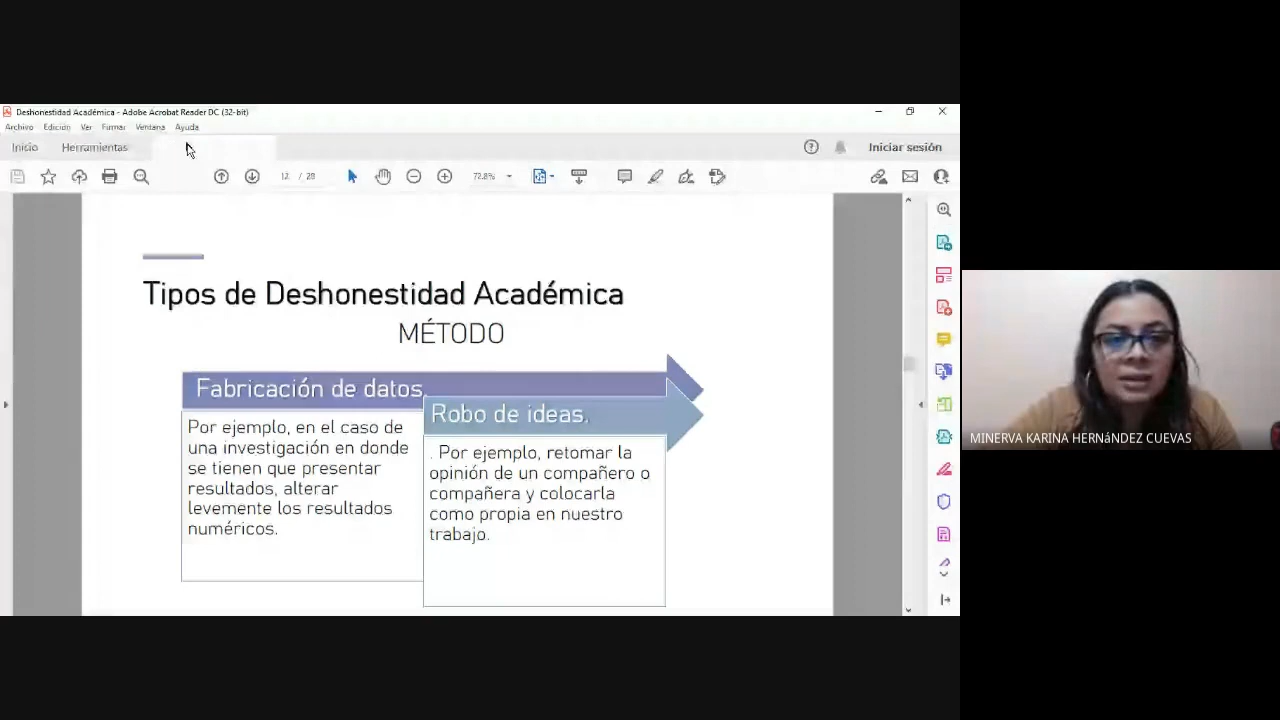 Deshonestidad Académica - Adobe Acrobat Reader DC (32-bit)
Archivo Edición Ver Firmar Ventana Ayuda
Inicio Herramientas Iniciar sesión
12 / 28 72.8%
Tipos de Deshonestidad Académica
MÉTODO
Fabricación de datos.
Por ejemplo, en el caso de
una investigación en donde
se tienen que presentar
resultados, alterar
levemente los resultados
numéricos.
Robo de ideas.
. Por ejemplo, retomar la
opinión de un compañero o
compañera y colocarla
como propia en nuestro
trabajo.
MINERVA KARINA HERNáNDEZ CUEVAS